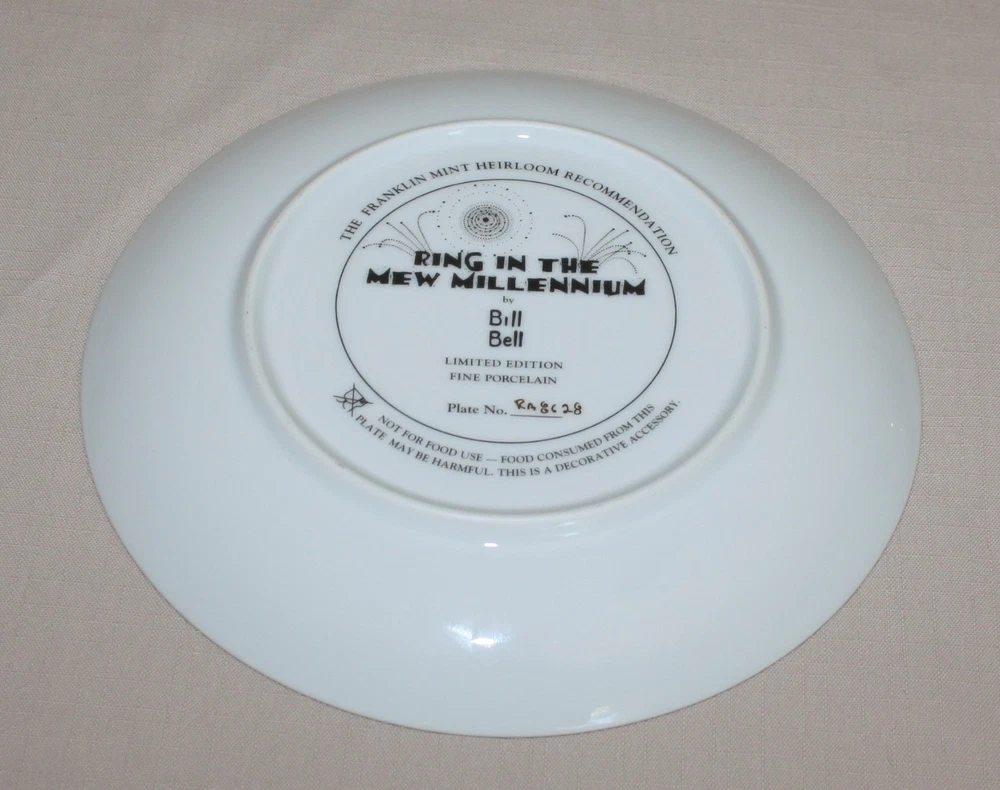 THE FRANKLIN MINT HEIRLOOM RECOMMENDATION
RING IN THE
MEW MILLENNIUM
by
Bill
Bell
LIMITED EDITION
FINE PORCELAIN
Plate No. RA8628
NOT FOR FOOD USE — FOOD CONSUMED FROM THIS
PLATE MAY BE HARMFUL. THIS IS A DECORATIVE ACCESSORY.